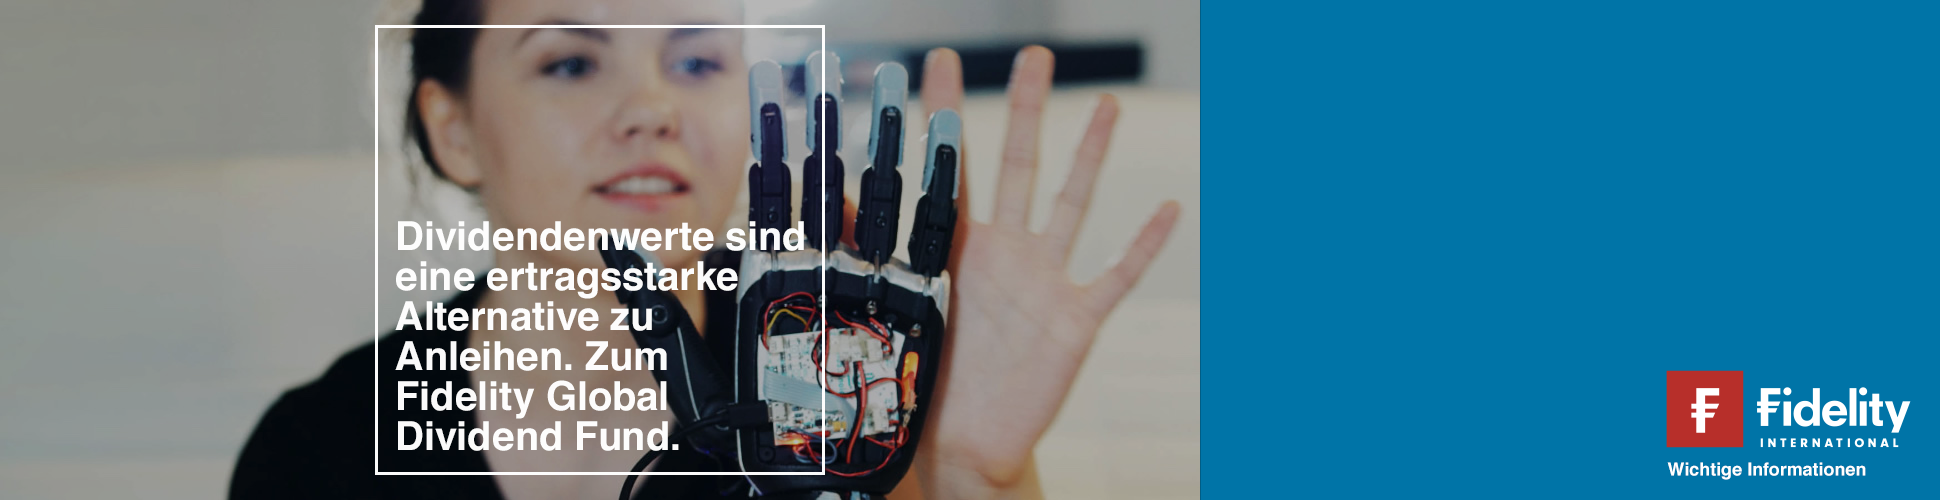 Dividendenwerte sind
eine ertragsstarke
Alternative zu
Anleihen. Zum
Fidelity Global
Dividend Fund.
Fidelity
INTERNATIONAL
Wichtige Informationen